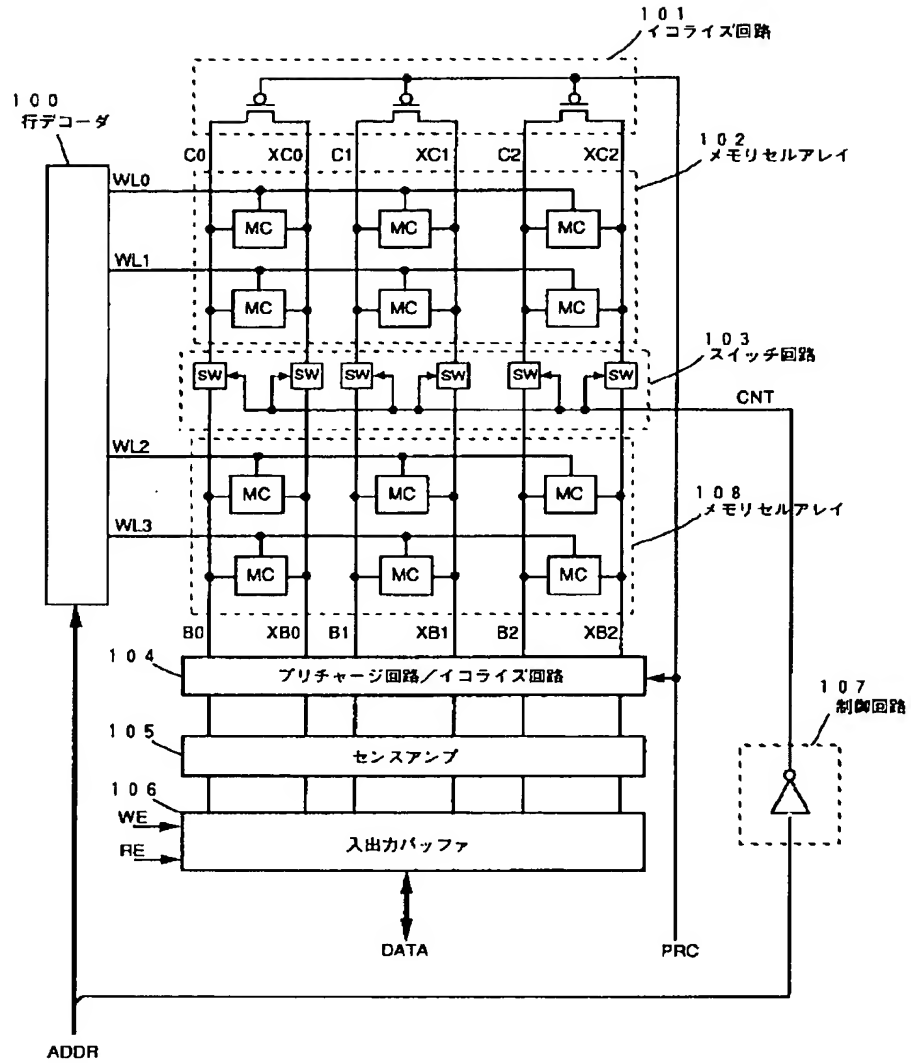 101
イコライズ回路
100
行デコーダ
C0 XC0 C1 XC1 C2 XC2
102
メモリセルアレイ
WL0
MC MC MC
WL1
MC MC MC
103
スイッチ回路
SW SW SW SW SW SW
CNT
WL2
MC MC MC
108
メモリセルアレイ
WL3
MC MC MC
B0 XB0 B1 XB1 B2 XB2
104
プリチャージ回路/イコライズ回路
107
制御回路
105
センスアンプ
106
WE
RE
入出力バッファ
DATA
PRC
ADDR